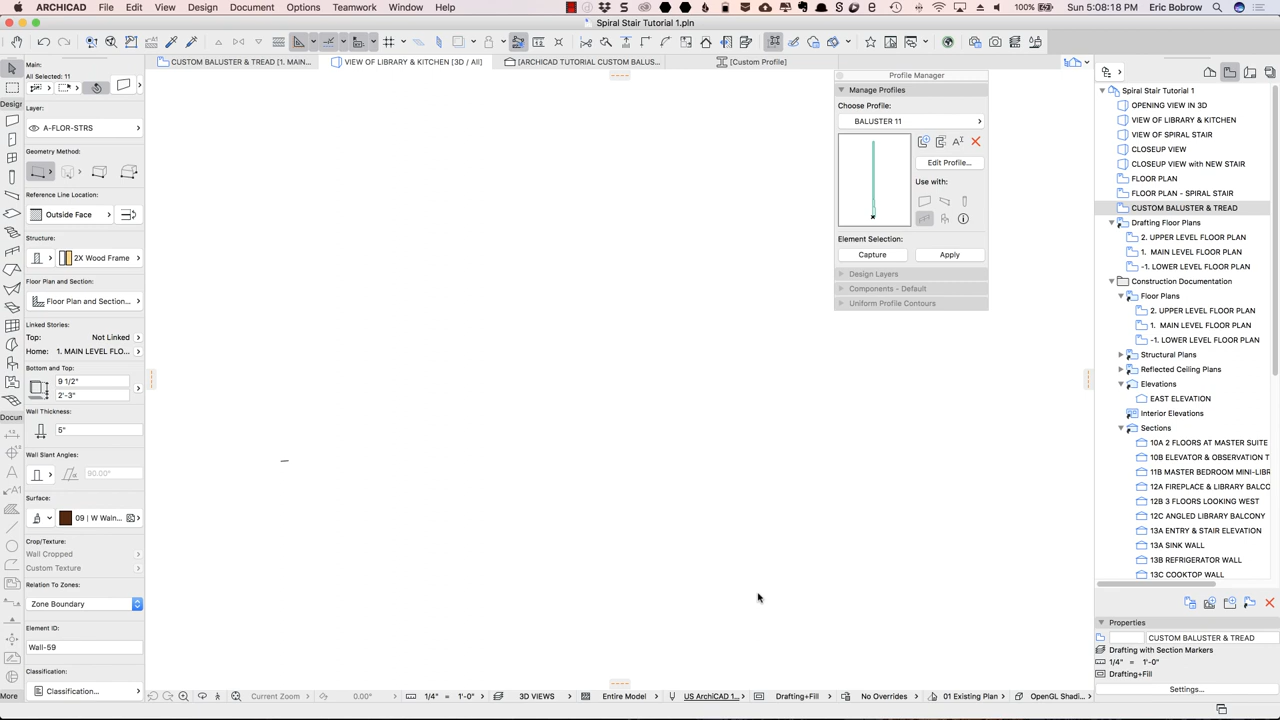 ARCHICAD File Edit View Design Document Options Teamwork Window Help
100% Sun 5:08:18 PM Eric Bobrow
Spiral Stair Tutorial 1.pln
CUSTOM BALUSTER & TREAD [1. MAIN... VIEW OF LIBRARY & KITCHEN [3D / All] [ARCHICAD TUTORIAL CUSTOM BALUS... [Custom Profile]
Main:
All Selected: 11
Design
Layer:
A-FLOR-STRS
Geometry Method:
Reference Line Location:
Outside Face
Structure:
2X Wood Frame
Floor Plan and Section:
Floor Plan and Section...
Linked Stories:
Top: Not Linked
Home: 1. MAIN LEVEL FLO...
Bottom and Top:
9 1/2"
2'-3"
Wall Thickness:
Docum
5"
Wall Slant Angles:
90.00°
Surface:
09 | W Wain...
Crop/Texture:
Wall Cropped
Custom Texture
Relation To Zones:
Zone Boundary
Element ID:
Wall-59
Classification:
Classification...
More
Profile Manager
Manage Profiles
Choose Profile:
BALUSTER 11
Edit Profile...
Use with:
Element Selection:
Capture Apply
Design Layers
Components - Default
Uniform Profile Contours
Spiral Stair Tutorial 1
OPENING VIEW IN 3D
VIEW OF LIBRARY & KITCHEN
VIEW OF SPIRAL STAIR
CLOSEUP VIEW
CLOSEUP VIEW with NEW STAIR
FLOOR PLAN
FLOOR PLAN - SPIRAL STAIR
CUSTOM BALUSTER & TREAD
Drafting Floor Plans
2. UPPER LEVEL FLOOR PLAN
1. MAIN LEVEL FLOOR PLAN
-1. LOWER LEVEL FLOOR PLAN
Construction Documentation
Floor Plans
2. UPPER LEVEL FLOOR PLAN
1. MAIN LEVEL FLOOR PLAN
-1. LOWER LEVEL FLOOR PLAN
Structural Plans
Reflected Ceiling Plans
Elevations
EAST ELEVATION
Interior Elevations
Sections
10A 2 FLOORS AT MASTER SUITE
10B ELEVATOR & OBSERVATION T
11B MASTER BEDROOM MINI-LIBR
12A FIREPLACE & LIBRARY BALCO
12B 3 FLOORS LOOKING WEST
12C ANGLED LIBRARY BALCONY
13A ENTRY & STAIR ELEVATION
13A SINK WALL
13B REFRIGERATOR WALL
13C COOKTOP WALL
Properties
CUSTOM BALUSTER & TREAD
Drafting with Section Markers
1/4" = 1'-0"
Drafting+Fill
Settings...
Current Zoom 0.00° 1/4" = 1'-0" 3D VIEWS Entire Model US ArchiCAD 1... Drafting+Fill No Overrides 01 Existing Plan OpenGL Shadi...